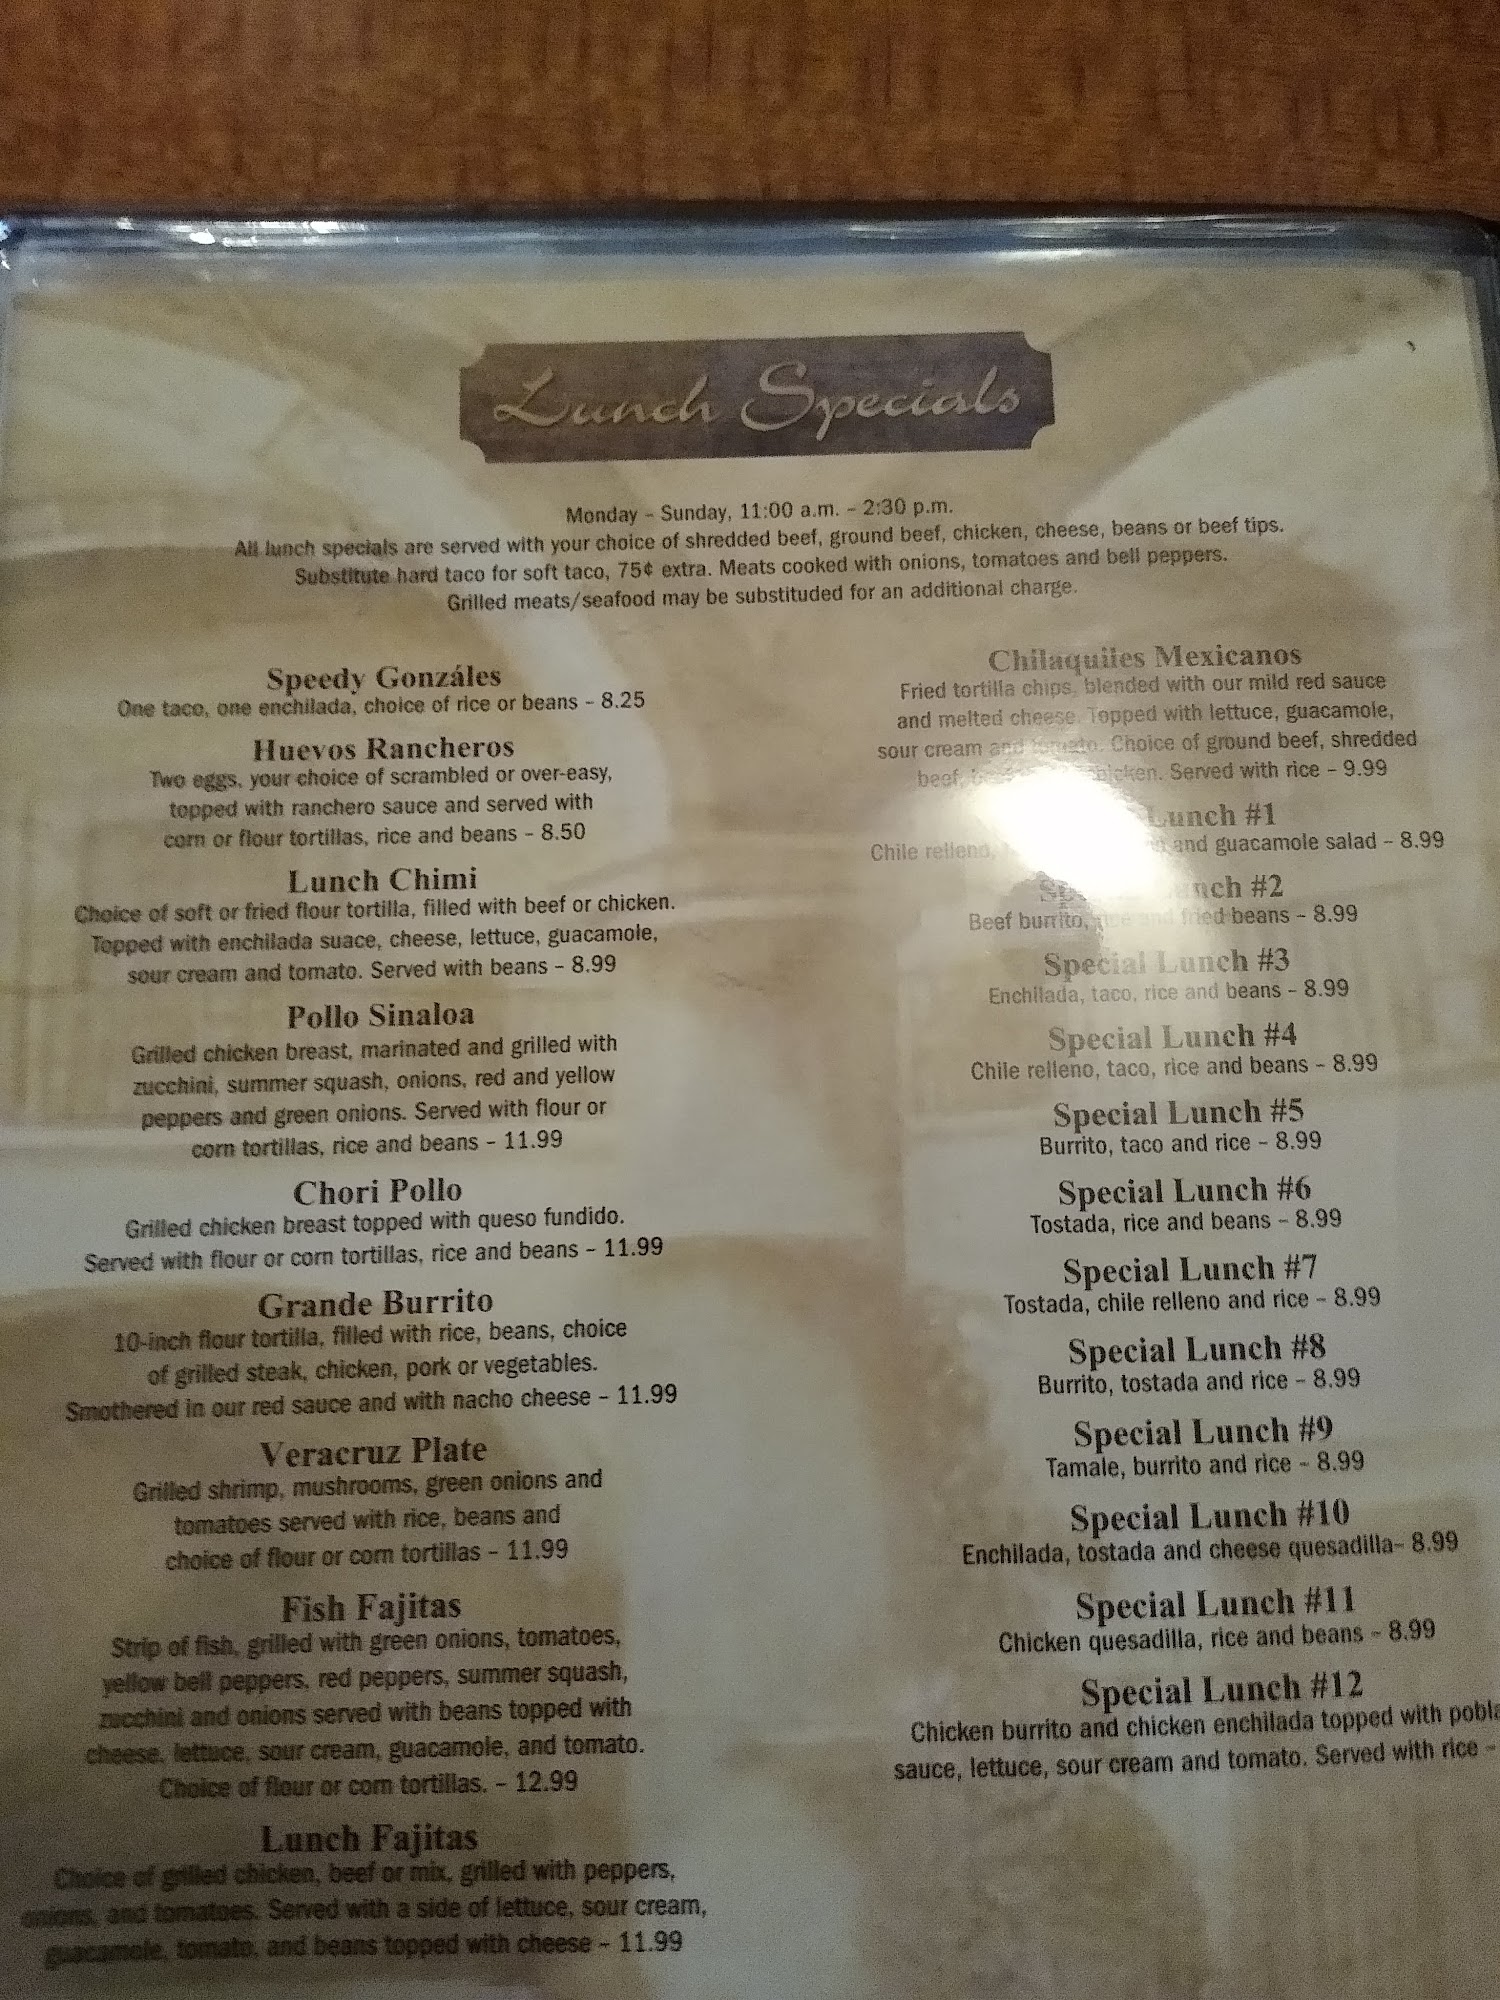 Lunch Specials
Monday - Sunday, 11:00 a.m. - 2:30 p.m.
All lunch specials are served with your choice of shredded beef, ground beef, chicken, cheese, beans or beef tips.
Substitute hard taco for soft taco, 75¢ extra. Meats cooked with onions, tomatoes and bell peppers.
Grilled meats/seafood may be substituded for an additional charge.
Speedy Gonzáles
One taco, one enchilada, choice of rice or beans - 8.25
Huevos Rancheros
Two eggs, your choice of scrambled or over-easy,
topped with ranchero sauce and served with
corn or flour tortillas, rice and beans - 8.50
Lunch Chimi
Choice of soft or fried flour tortilla, filled with beef or chicken.
Topped with enchilada suace, cheese, lettuce, guacamole,
sour cream and tomato. Served with beans - 8.99
Pollo Sinaloa
Grilled chicken breast, marinated and grilled with
zucchini, summer squash, onions, red and yellow
peppers and green onions. Served with flour or
corn tortillas, rice and beans - 11.99
Chori Pollo
Grilled chicken breast topped with queso fundido.
Served with flour or corn tortillas, rice and beans - 11.99
Grande Burrito
10-inch flour tortilla, filled with rice, beans, choice
of grilled steak, chicken, pork or vegetables.
Smothered in our red sauce and with nacho cheese - 11.99
Veracruz Plate
Grilled shrimp, mushrooms, green onions and
tomatoes served with rice, beans and
choice of flour or corn tortillas - 11.99
Fish Fajitas
Strip of fish, grilled with green onions, tomatoes,
yellow bell peppers, red peppers, summer squash,
zucchini and onions served with beans topped with
cheese, lettuce, sour cream, guacamole, and tomato.
Choice of flour or corn tortillas. - 12.99
Lunch Fajitas
Choice of grilled chicken, beef or mix, grilled with peppers,
onions, and tomatoes. Served with a side of lettuce, sour cream,
guacamole, tomato, and beans topped with cheese - 11.99
Chilaquiles Mexicanos
Fried tortilla chips, blended with our mild red sauce
and melted cheese. Topped with lettuce, guacamole,
sour cream and tomato. Choice of ground beef, shredded
beef, chicken. Served with rice - 9.99
Lunch #1
Chile relleno, and guacamole salad - 8.99
Lunch #2
Beef burrito, rice and fried beans - 8.99
Special Lunch #3
Enchilada, taco, rice and beans - 8.99
Special Lunch #4
Chile relleno, taco, rice and beans - 8.99
Special Lunch #5
Burrito, taco and rice - 8.99
Special Lunch #6
Tostada, rice and beans - 8.99
Special Lunch #7
Tostada, chile relleno and rice - 8.99
Special Lunch #8
Burrito, tostada and rice - 8.99
Special Lunch #9
Tamale, burrito and rice - 8.99
Special Lunch #10
Enchilada, tostada and cheese quesadilla- 8.99
Special Lunch #11
Chicken quesadilla, rice and beans - 8.99
Special Lunch #12
Chicken burrito and chicken enchilada topped with
sauce, lettuce, sour cream and tomato. Served with rice -